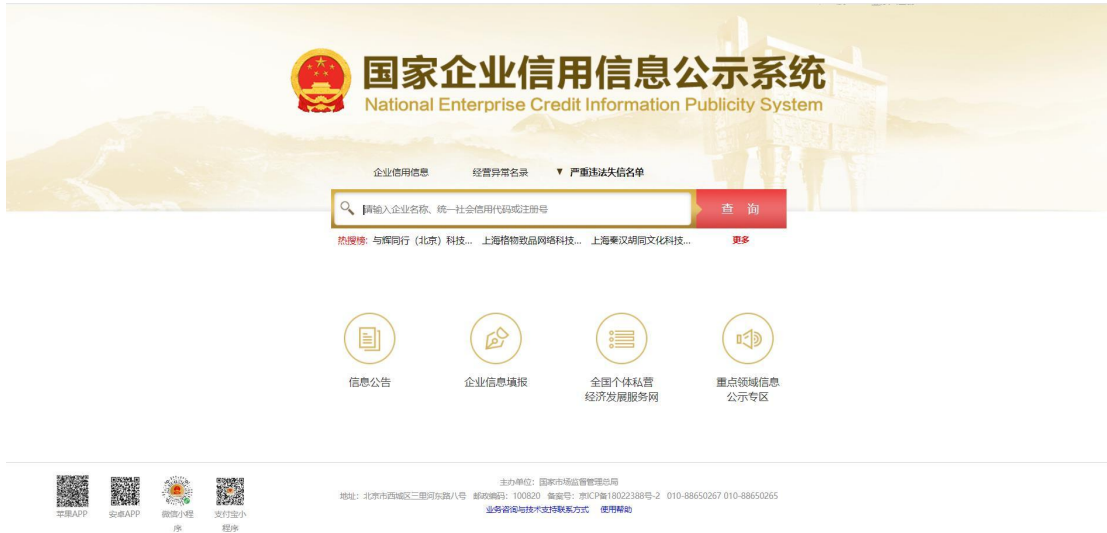 国家企业信用信息公示系统
National Enterprise Credit Information Publicity System
企业信用信息 经营异常名录 ▼ 严重违法失信名单
请输入企业名称、统一社会信用代码或注册号 查 询
热搜榜: 与辉同行（北京）科技... 上海格物致品网络科技... 上海秦汉胡同文化科技... 更多
信息公告 企业信息填报 全国个体私营 重点领域信息
经济发展服务网 公示专区
主办单位：国家市场监督管理总局
地址：北京市西城区三里河东路八号 邮政编码：100820 备案号：京ICP备18022388号-2 010-88650267 010-88650265
业务咨询与技术支持联系方式 使用帮助
苹果APP 安卓APP 微信小程 支付宝小
序 程序